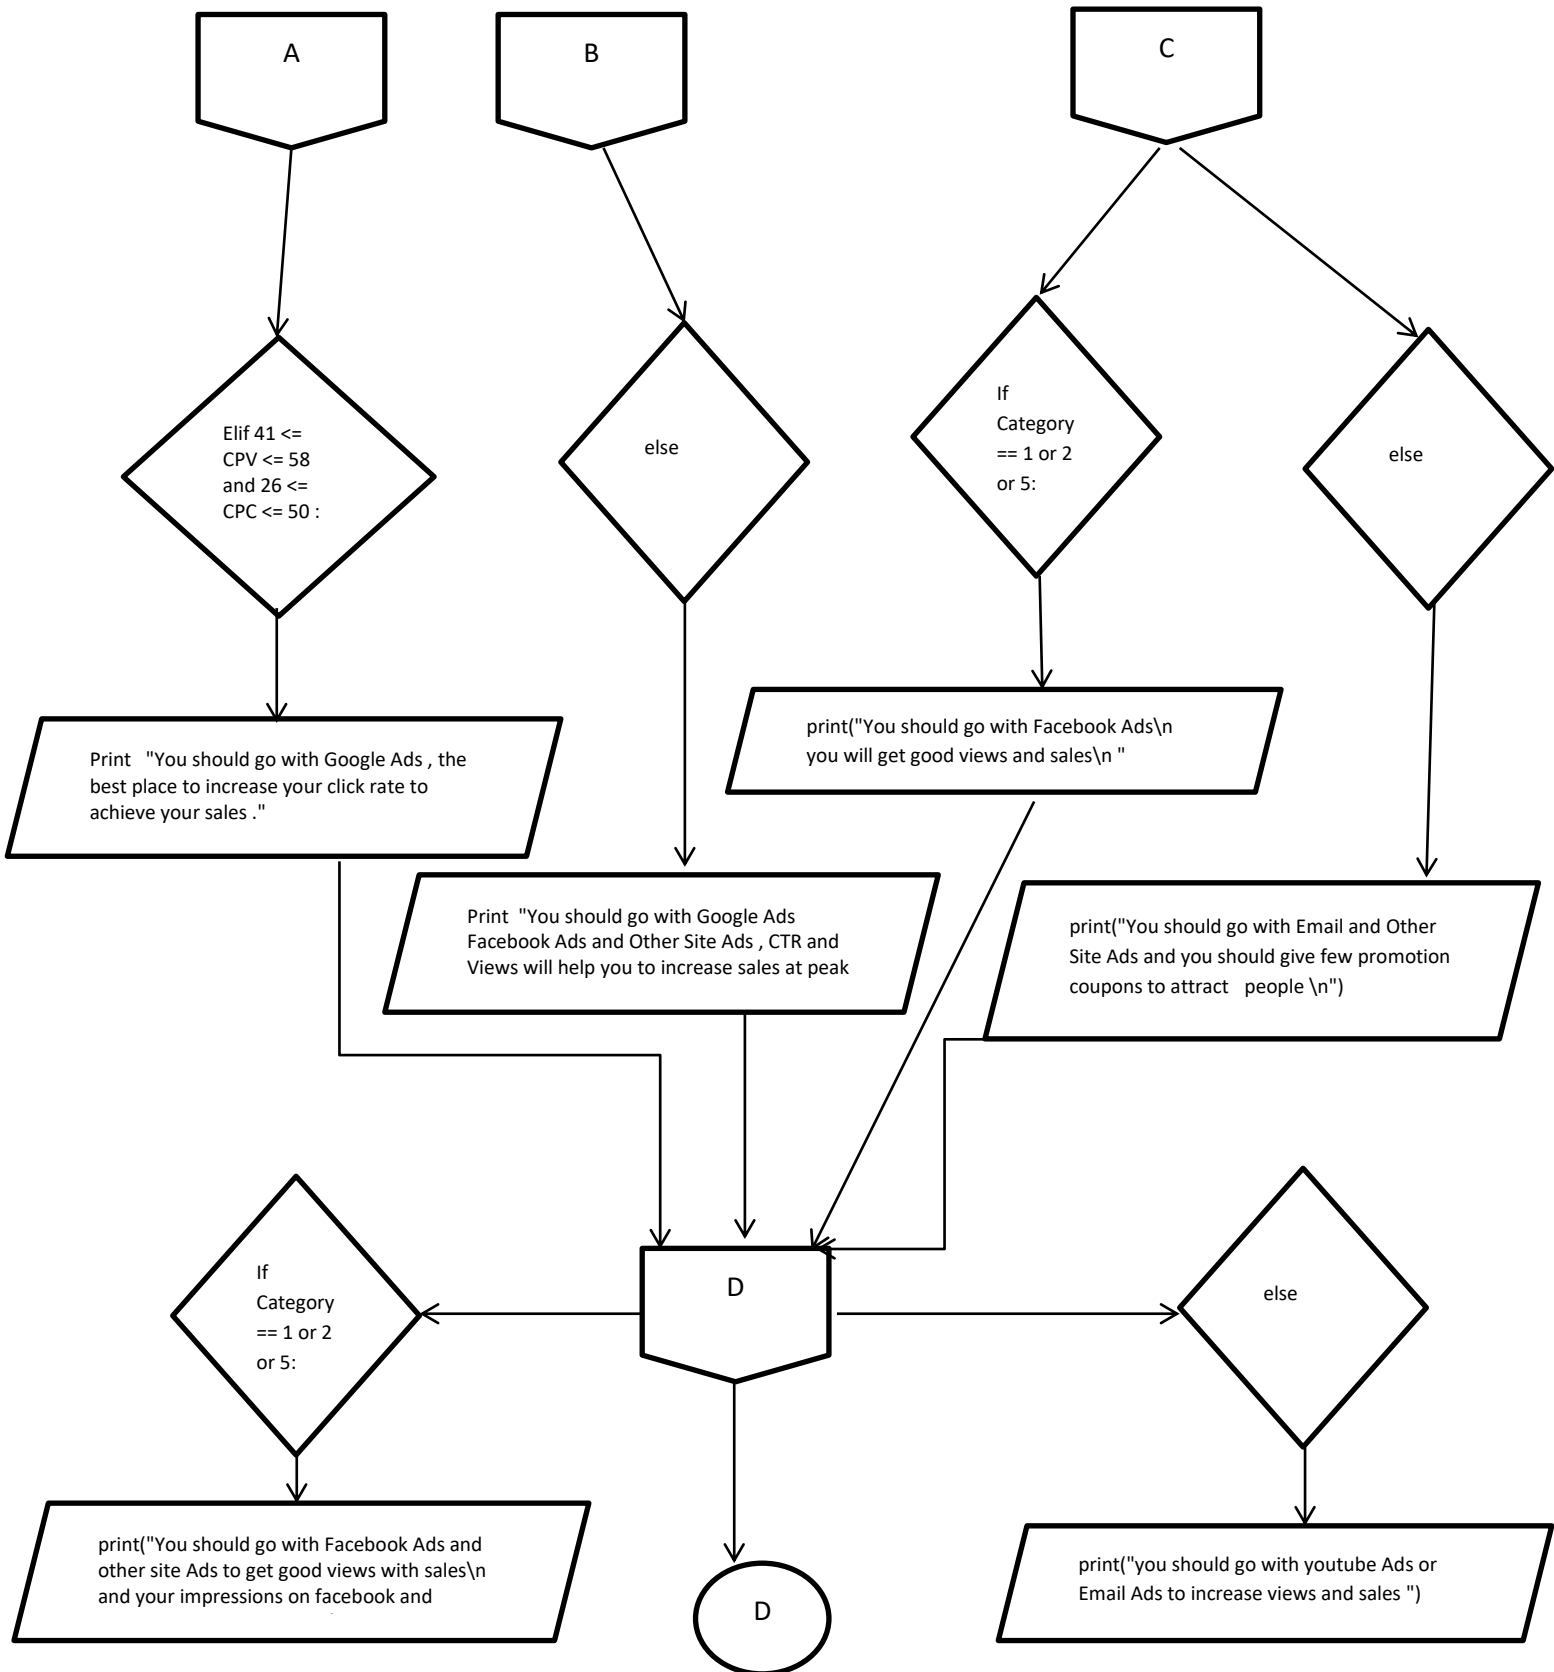 A
B
C
Elif 41 <=
CPV <= 58
and 26 <=
CPC <= 50 :
else
If
Category
== 1 or 2
or 5:
else
Print "You should go with Google Ads , the
best place to increase your click rate to
achieve your sales ."
print("You should go with Facebook Ads\n
you will get good views and sales\n "
Print "You should go with Google Ads
Facebook Ads and Other Site Ads , CTR and
Views will help you to increase sales at peak
print("You should go with Email and Other
Site Ads and you should give few promotion
coupons to attract people \n")
If
Category
== 1 or 2
or 5:
D
else
print("You should go with Facebook Ads and
other site Ads to get good views with sales\n
and your impressions on facebook and
D
print("you should go with youtube Ads or
Email Ads to increase views and sales ")